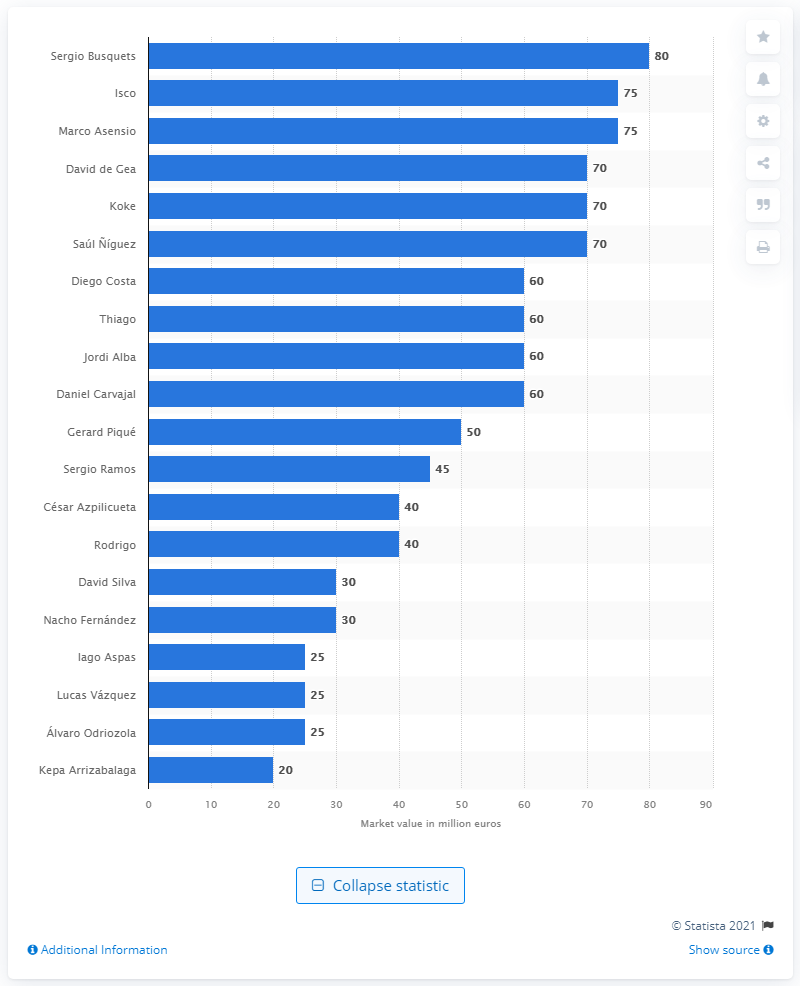 Sergio Busquets 80
Isco 75
Marco Asensio 75
David de Gea 70
Koke 70
Saúl Ñíguez 70
Diego Costa 60
Thiago 60
Jordi Alba 60
Daniel Carvajal 60
Gerard Piqué 50
Sergio Ramos 45
César Azpilicueta 40
Rodrigo 40
David Silva 30
Nacho Fernández 30
Iago Aspas 25
Lucas Vázquez 25
Álvaro Odriozola 25
Kepa Arrizabalaga 20
0 10 20 30 40 50 60 70 80 90
Market value in million euros
Collapse statistic
© Statista 2021
Additional Information Show source